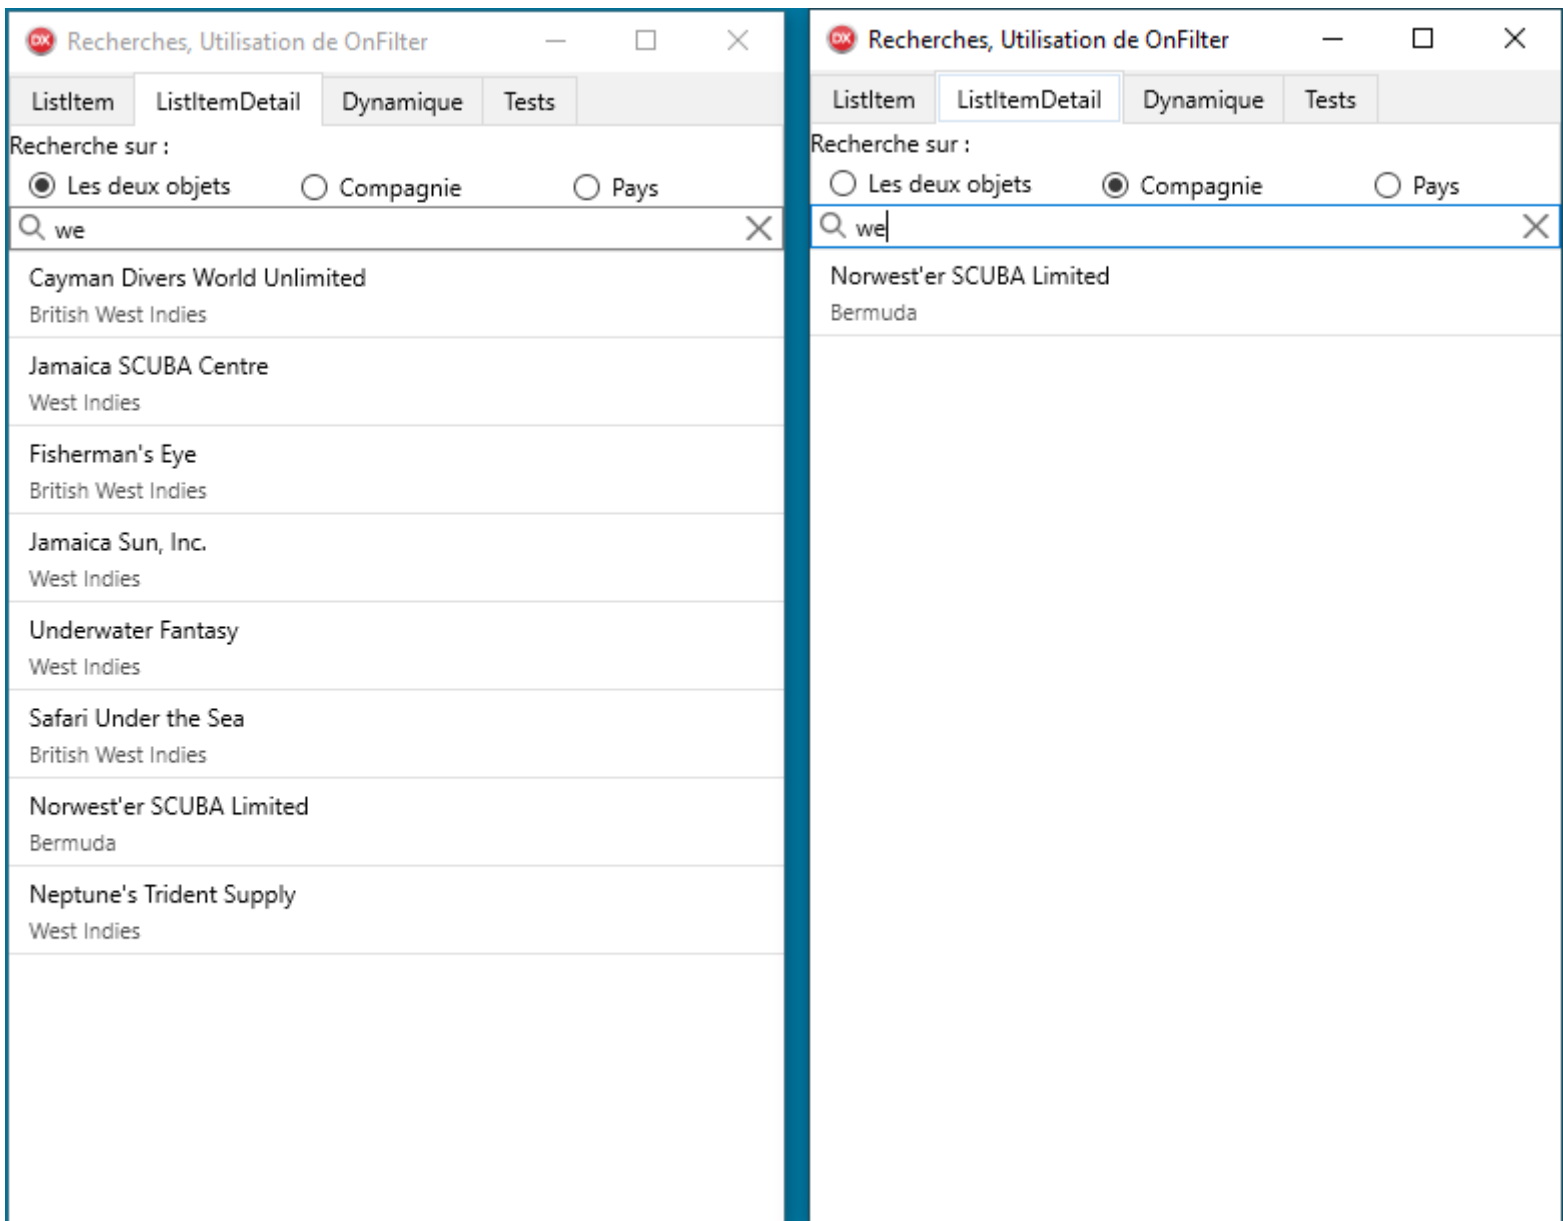 DX Recherches, Utilisation de OnFilter
ListItem ListItemDetail Dynamique Tests
Recherche sur :
Les deux objets Compagnie Pays
we
Cayman Divers World Unlimited
British West Indies
Jamaica SCUBA Centre
West Indies
Fisherman's Eye
British West Indies
Jamaica Sun, Inc.
West Indies
Underwater Fantasy
West Indies
Safari Under the Sea
British West Indies
Norwest'er SCUBA Limited
Bermuda
Neptune's Trident Supply
West Indies
DX Recherches, Utilisation de OnFilter
ListItem ListItemDetail Dynamique Tests
Recherche sur :
Les deux objets Compagnie Pays
we
Norwest'er SCUBA Limited
Bermuda